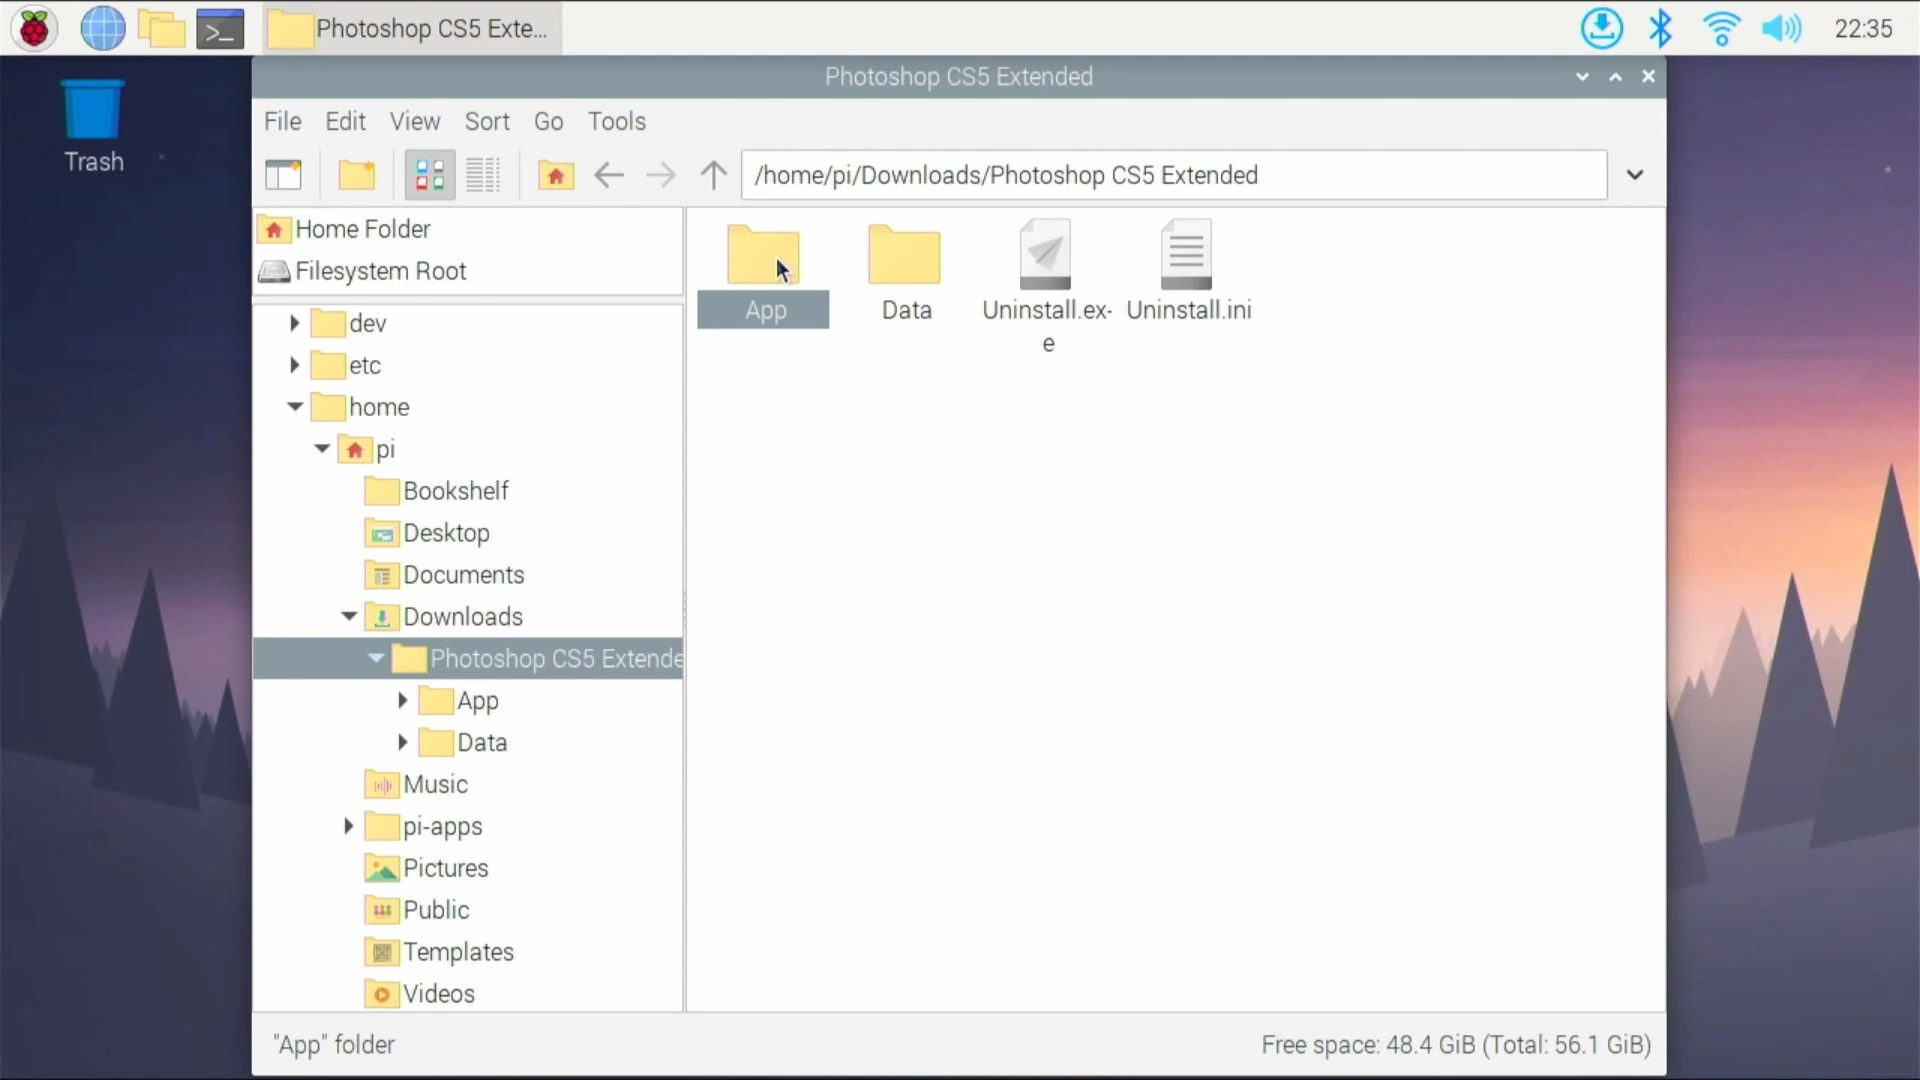 Photoshop CS5 Exte...
22:35
Trash
Photoshop CS5 Extended
File Edit View Sort Go Tools
/home/pi/Downloads/Photoshop CS5 Extended
Home Folder
Filesystem Root
dev
etc
home
pi
Bookshelf
Desktop
Documents
Downloads
Photoshop CS5 Extende
App
Data
Music
pi-apps
Pictures
Public
Templates
Videos
App
Data
Uninstall.ex-
e
Uninstall.ini
"App" folder
Free space: 48.4 GiB (Total: 56.1 GiB)